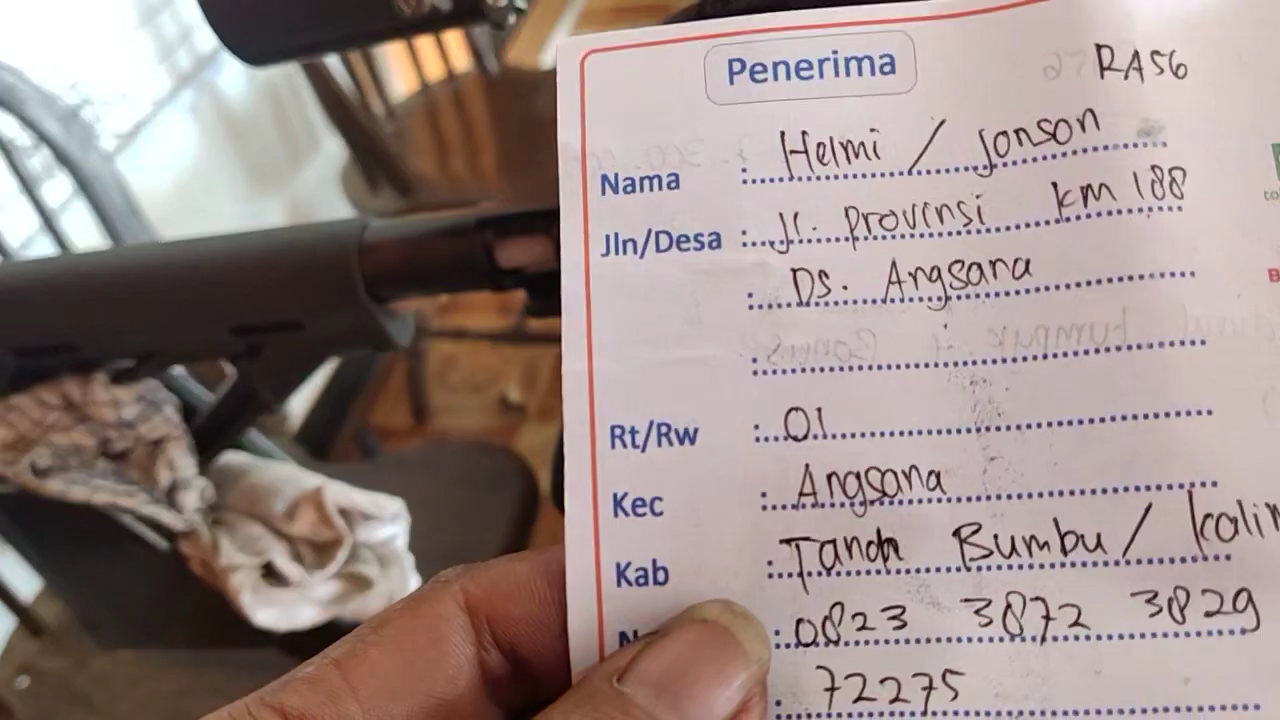 Penerima
RA56
Nama : Helmi / Jonson
Jln/Desa : Jl. Provinsi km 188
: Ds. Angsana
:
Rt/Rw : 01
Kec : Angsana
Kab : Tanah Bumbu / kalim
: 0823 3872 3829
: 72275